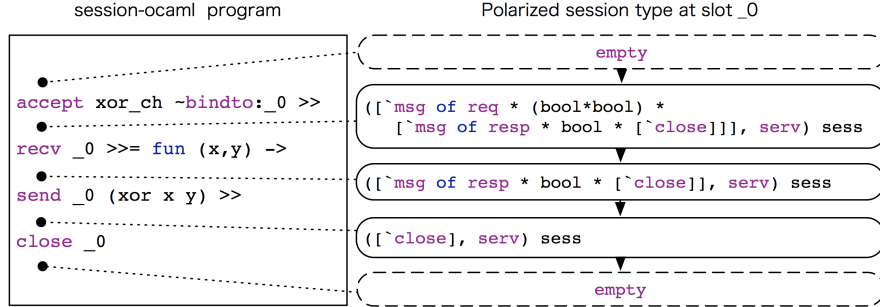 session-ocaml program
accept xor_ch ~bindto:_0 >>
recv _0 >>= fun (x,y) ->
send _0 (xor x y) >>
close _0
Polarized session type at slot _0
empty
([`msg of req * (bool*bool) *
[`msg of resp * bool * [`close]]], serv) sess
([`msg of resp * bool * [`close]], serv) sess
([`close], serv) sess
empty